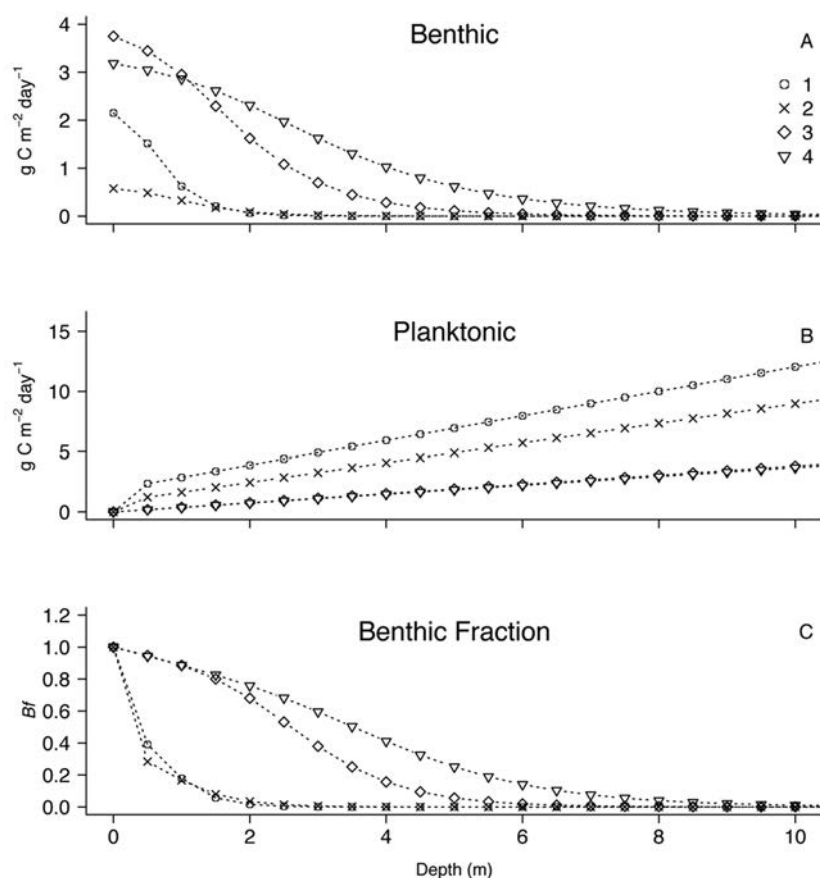 Benthic
A
g C m⁻² day⁻¹
4
3
2
1
0
1
2
3
4
Planktonic
B
g C m⁻² day⁻¹
15
10
5
0
Benthic Fraction
C
Bf
1.2
1.0
0.8
0.6
0.4
0.2
0.0
0 2 4 6 8 10
Depth (m)